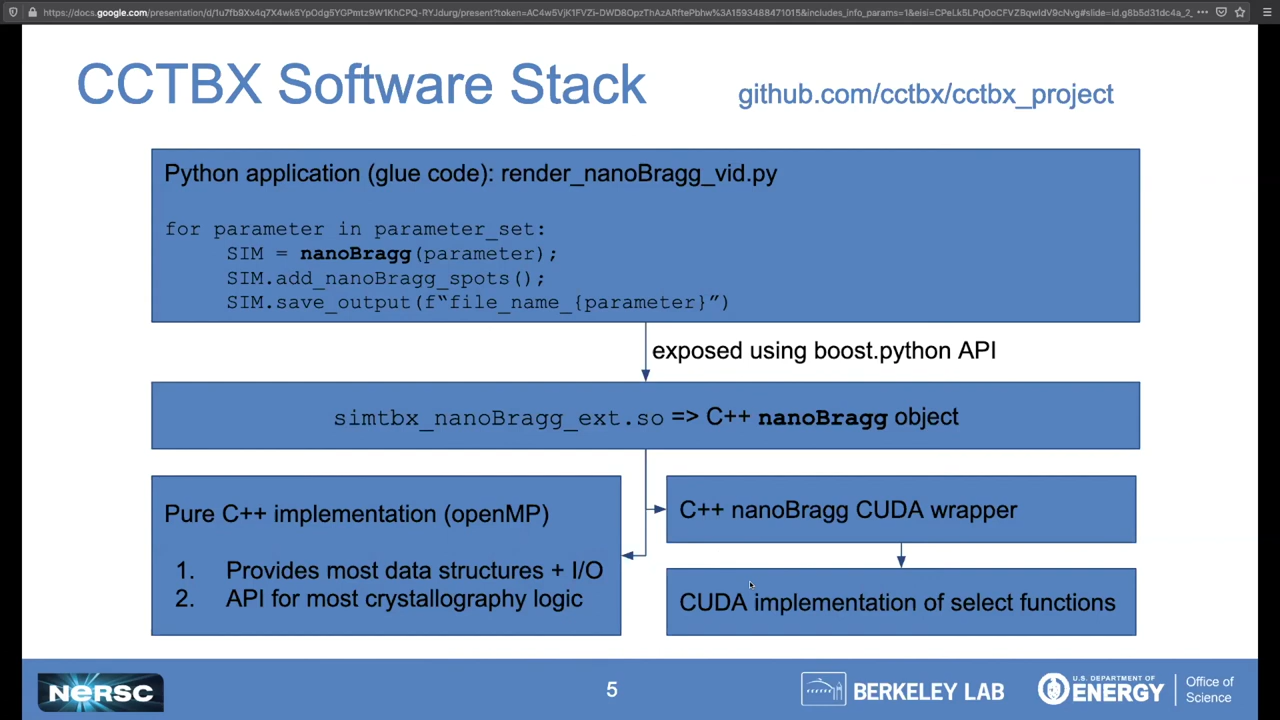 CCTBX Software Stack
github.com/cctbx/cctbx_project
Python application (glue code): render_nanoBragg_vid.py
for parameter in parameter_set:
SIM = nanoBragg(parameter);
SIM.add_nanoBragg_spots();
SIM.save_output(f“file_name_{parameter}”)
exposed using boost.python API
simtbx_nanoBragg_ext.so => C++ nanoBragg object
Pure C++ implementation (openMP)
1. Provides most data structures + I/O
2. API for most crystallography logic
C++ nanoBragg CUDA wrapper
CUDA implementation of select functions
NERSC
5
BERKELEY LAB
U.S. DEPARTMENT OF
ENERGY
Office of
Science